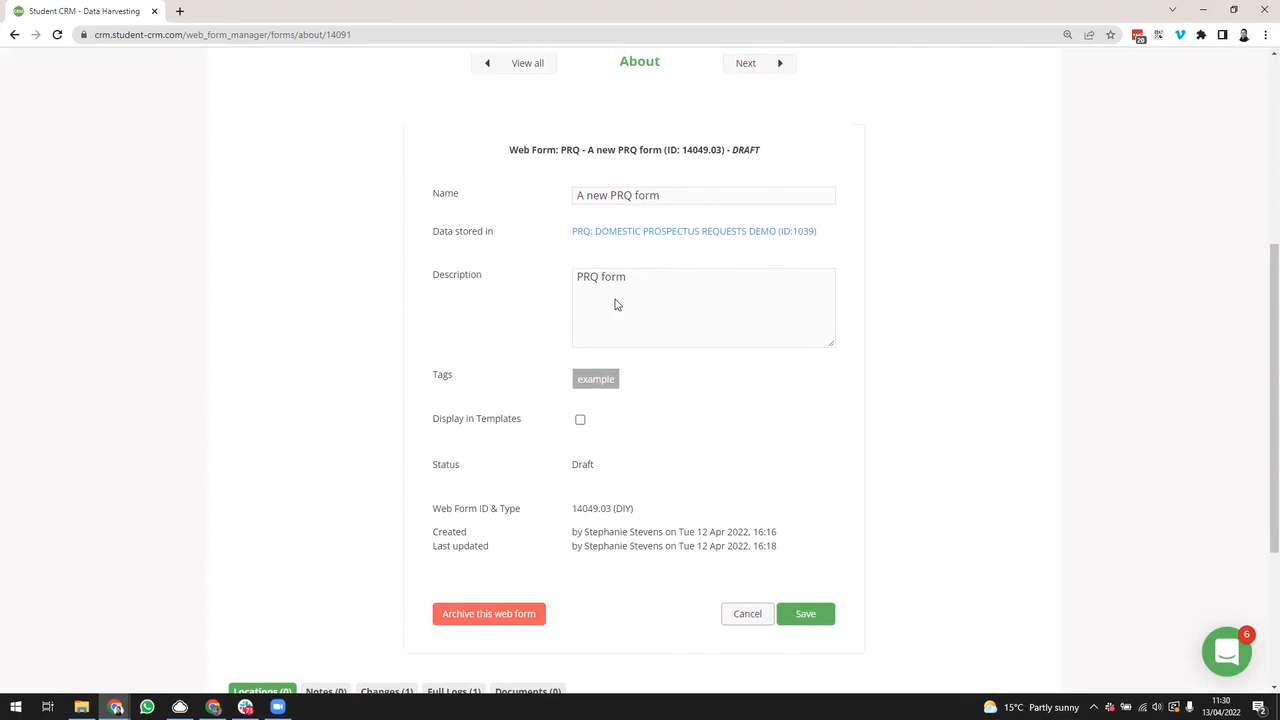 Student CRM - Data Harvesting
crm.student-crm.com/web_form_manager/forms/about/14091
20
View all
About
Next
Web Form: PRQ - A new PRQ form (ID: 14049.03) - DRAFT
Name
A new PRQ form
Data stored in
PRQ: DOMESTIC PROSPECTUS REQUESTS DEMO (ID:1039)
Description
PRQ form
Tags
example
Display in Templates
Status
Draft
Web Form ID & Type
14049.03 (DIY)
Created
by Stephanie Stevens on Tue 12 Apr 2022, 16:16
Last updated
by Stephanie Stevens on Tue 12 Apr 2022, 16:18
Archive this web form
Cancel
Save
6
Locations (0)
Notes (0)
Changes (1)
Full Logs (1)
Documents (0)
15°C Partly sunny
11:30
13/04/2022
2